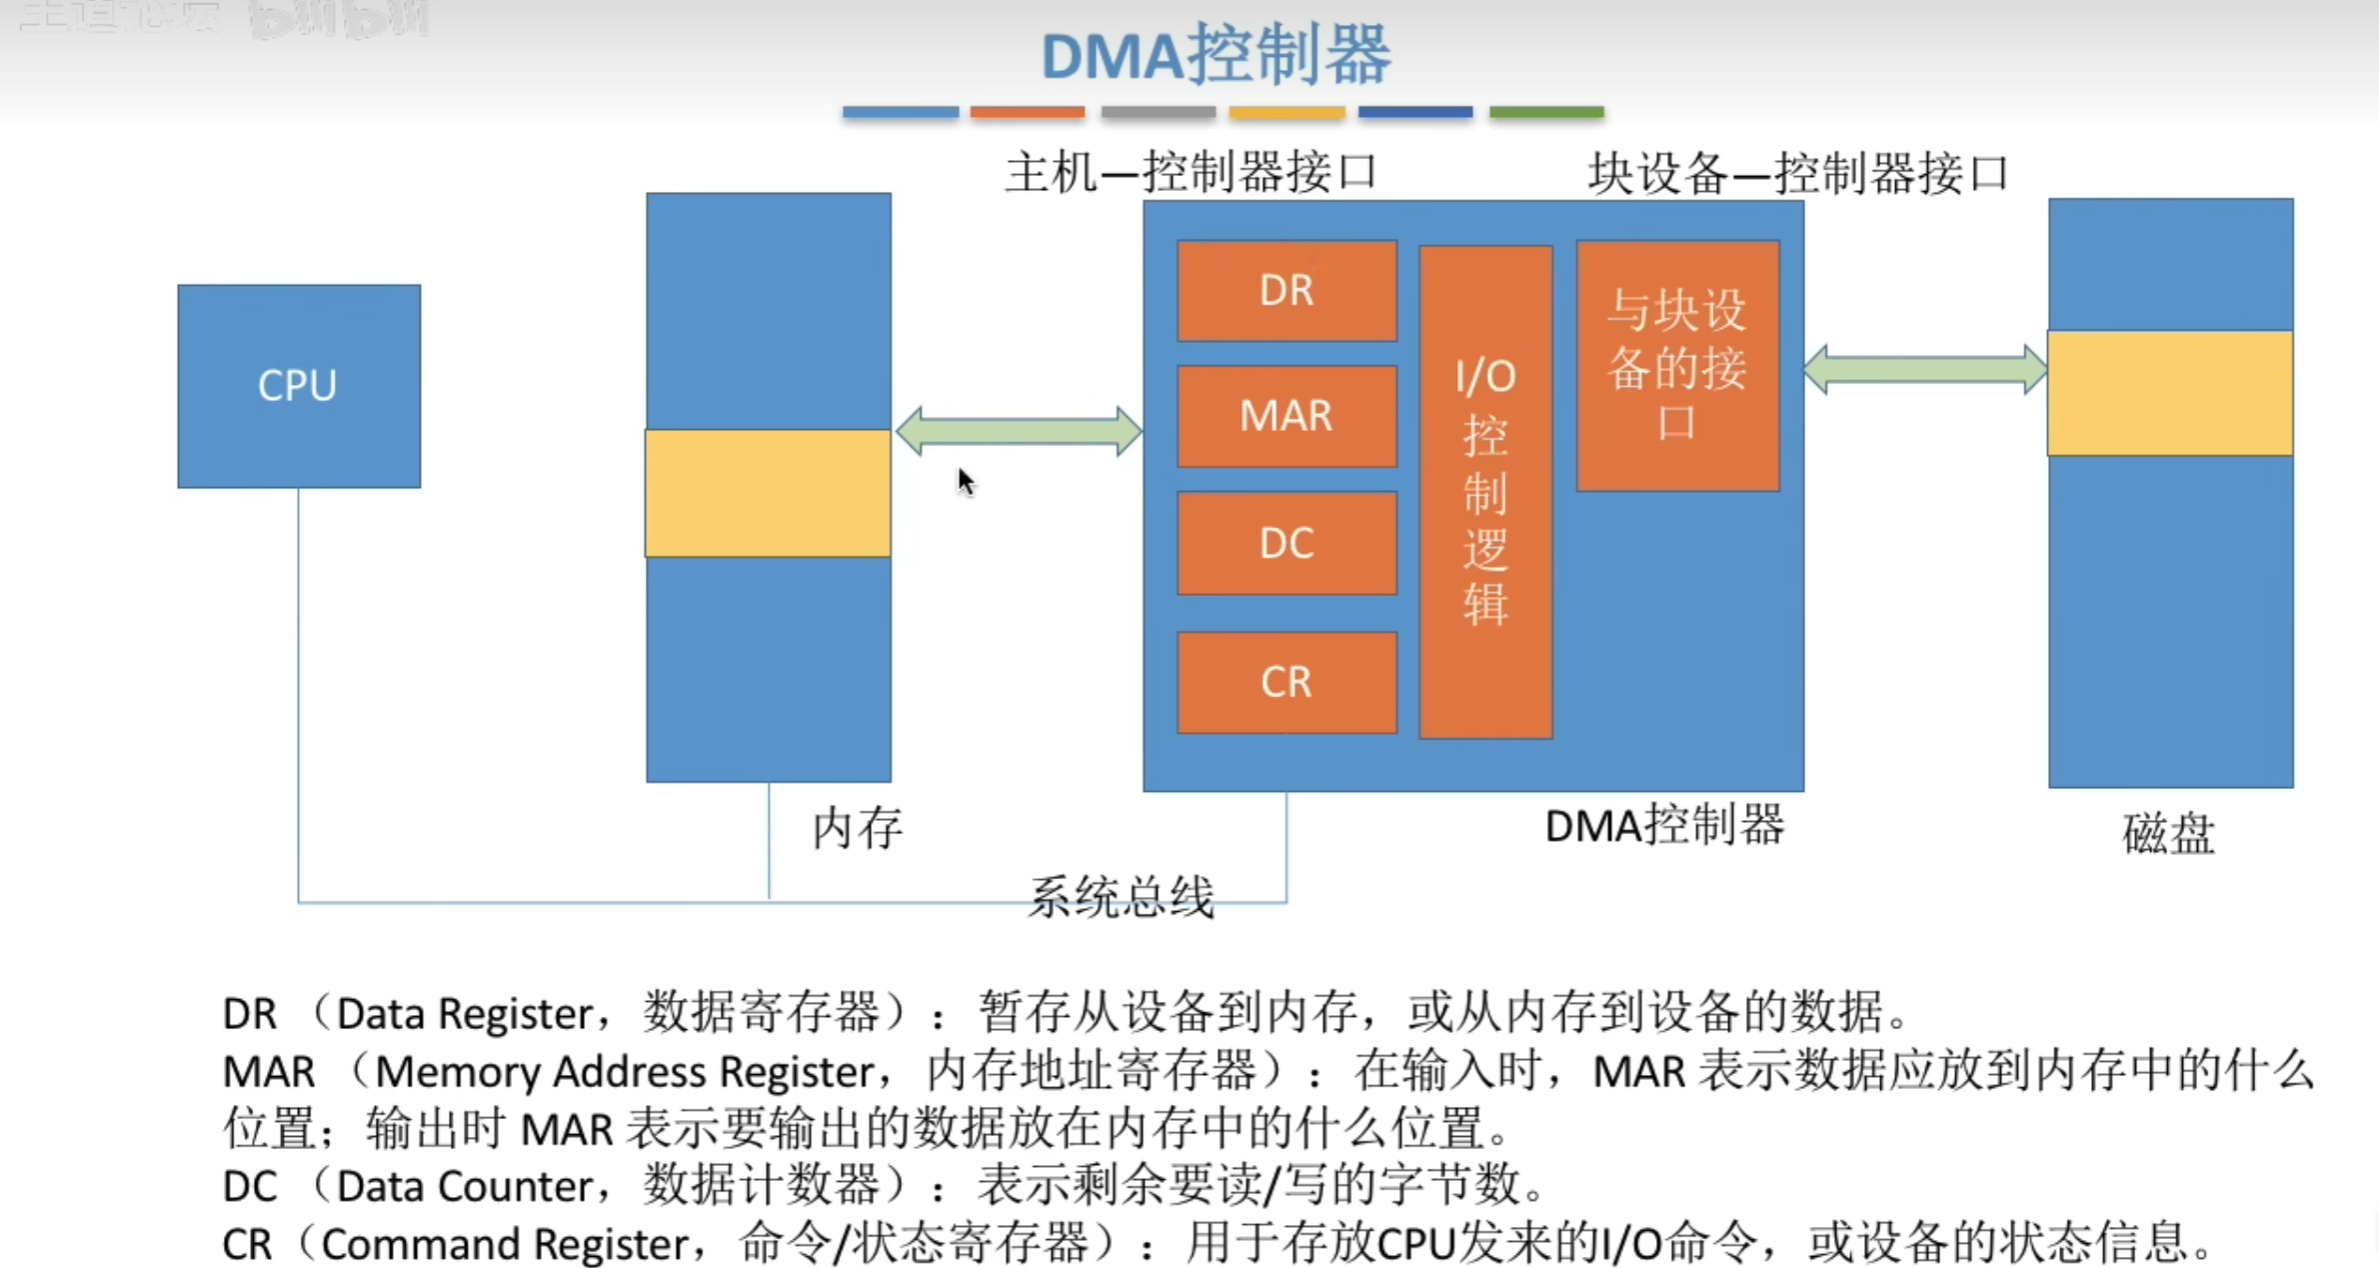 王道论坛 bilibili
DMA控制器
主机—控制器接口
块设备—控制器接口
CPU
DR
MAR
DC
CR
I/O
控
制
逻
辑
与块设
备的接
口
内存
DMA控制器
磁盘
系统总线
DR （Data Register，数据寄存器）：暂存从设备到内存，或从内存到设备的数据。
MAR （Memory Address Register，内存地址寄存器）：在输入时，MAR 表示数据应放到内存中的什么
位置；输出时 MAR 表示要输出的数据放在内存中的什么位置。
DC （Data Counter，数据计数器）：表示剩余要读/写的字节数。
CR（Command Register，命令/状态寄存器）：用于存放CPU发来的I/O命令，或设备的状态信息。